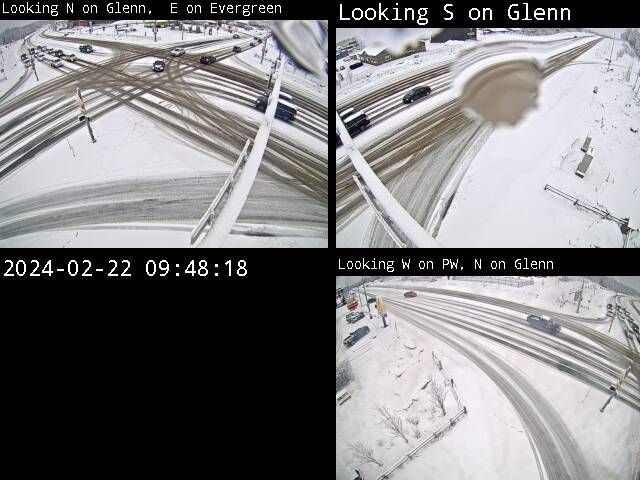 Looking N on Glenn,  E on Evergreen
Looking S on Glenn
2024-02-22 09:48:18
Looking W on PW, N on Glenn